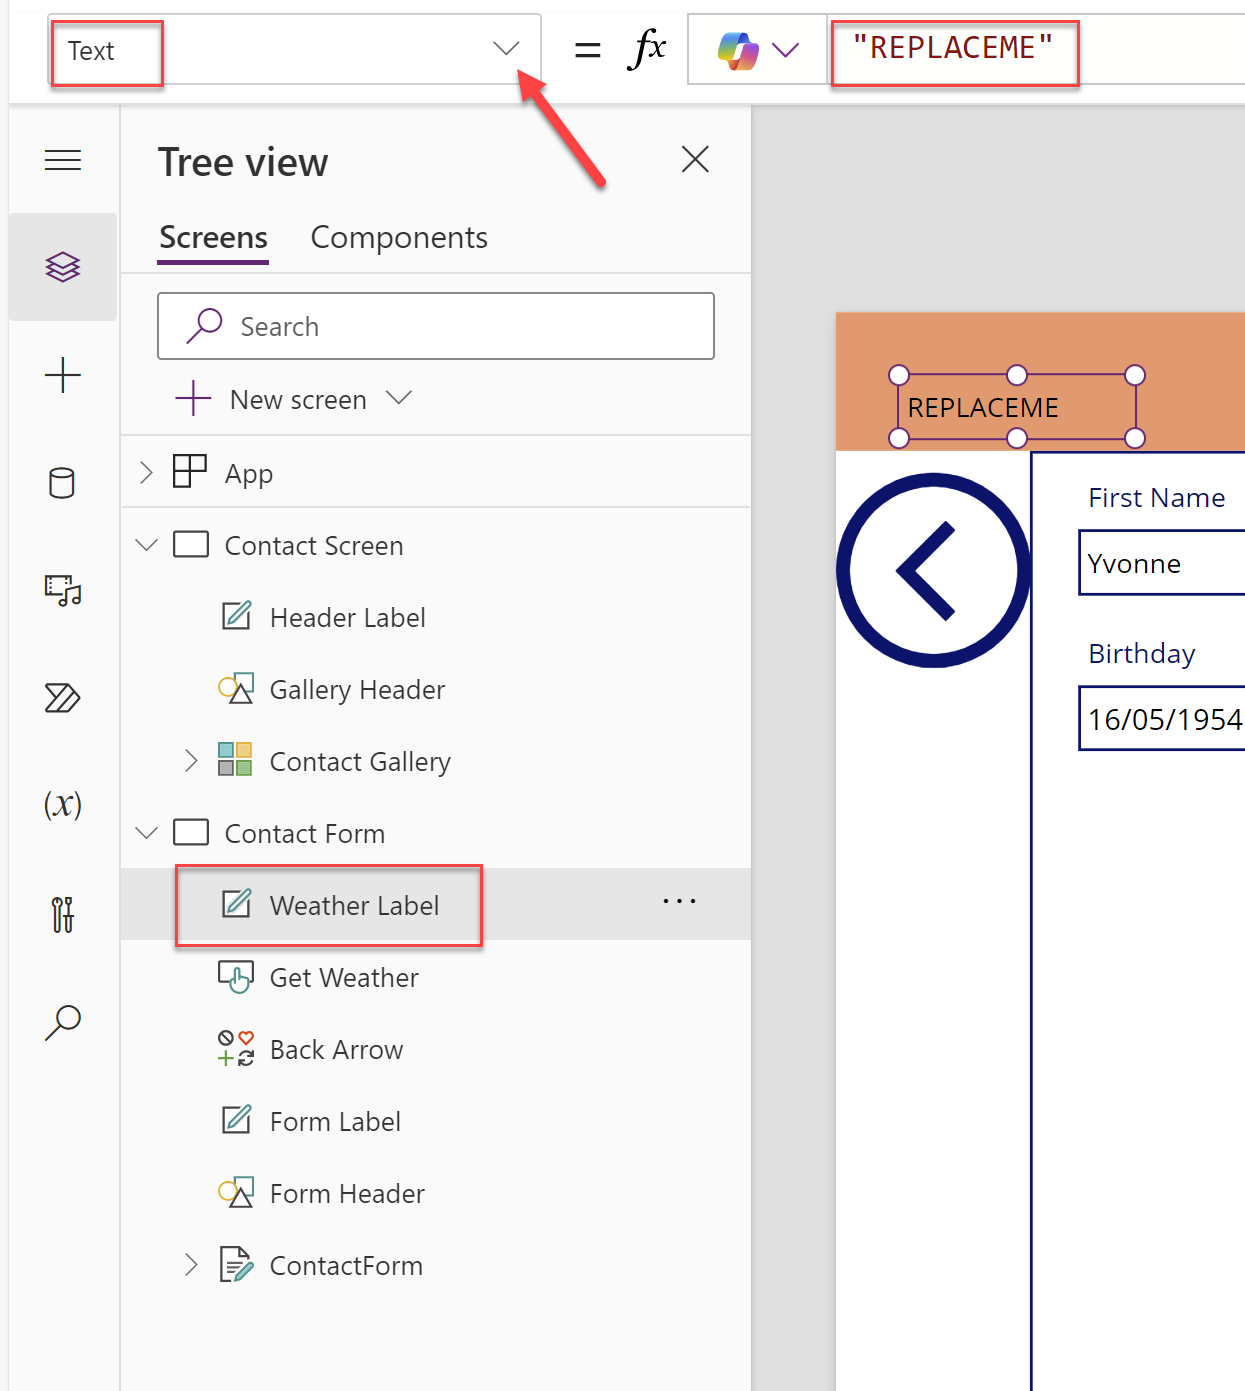 Text
= fx
"REPLACEME"
Tree view
Screens
Components
Search
New screen
App
Contact Screen
Header Label
Gallery Header
Contact Gallery
Contact Form
Weather Label
...
Get Weather
Back Arrow
Form Label
Form Header
ContactForm
(x)
REPLACEME
First Name
Yvonne
Birthday
16/05/1954